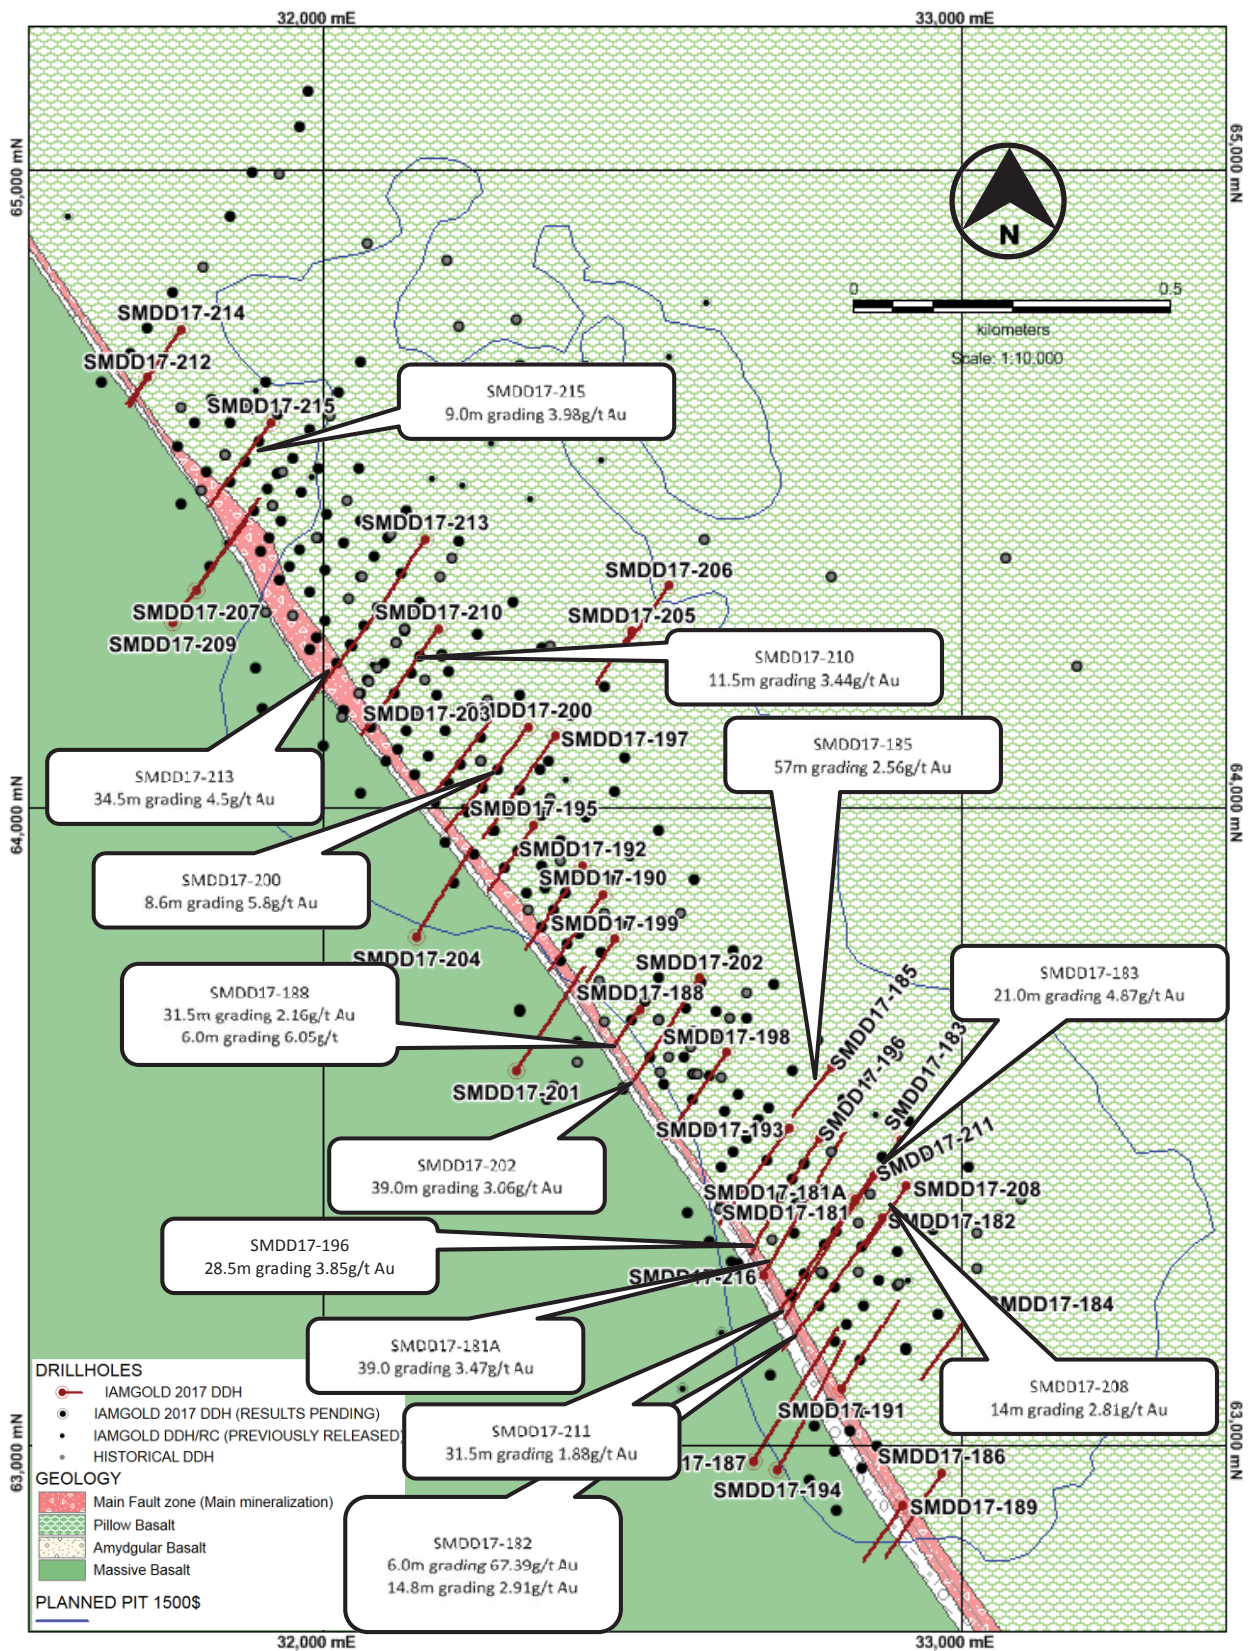 32,000 mE
33,000 mE
65,000 mN
65,000 mN
N
0
0.5
kilometers
Scale: 1:10,000
SMDD17-214
SMDD17-212
SMDD17-215
SMDD17-215
9.0m grading 3.98g/t Au
SMDD17-213
SMDD17-206
SMDD17-207
SMDD17-210
SMDD17-205
SMDD17-209
SMDD17-210
11.5m grading 3.44g/t Au
SMDD17-203
SMDD17-200
SMDD17-197
SMDD17-185
57m grading 2.56g/t Au
SMDD17-213
34.5m grading 4.5g/t Au
64,000 mN
64,000 mN
SMDD17-195
SMDD17-192
SMDD17-200
8.6m grading 5.8g/t Au
SMDD17-190
SMDD17-199
SMDD17-204
SMDD17-202
SMDD17-185
SMDD17-183
21.0m grading 4.87g/t Au
SMDD17-188
31.5m grading 2.16g/t Au
6.0m grading 6.05g/t
SMDD17-188
SMDD17-198
SMDD17-196
SMDD17-183
SMDD17-201
SMDD17-193
SMDD17-211
SMDD17-202
39.0m grading 3.06g/t Au
SMDD17-181A
SMDD17-208
SMDD17-181
SMDD17-182
SMDD17-196
28.5m grading 3.85g/t Au
SMDD17-216
SMDD17-184
SMDD17-181A
39.0 grading 3.47g/t Au
SMDD17-208
14m grading 2.81g/t Au
SMDD17-191
SMDD17-211
31.5m grading 1.88g/t Au
63,000 mN
63,000 mN
17-187
SMDD17-186
SMDD17-194
SMDD17-189
SMDD17-182
6.0m grading 67.39g/t Au
14.8m grading 2.91g/t Au
DRILLHOLES
IAMGOLD 2017 DDH
IAMGOLD 2017 DDH (RESULTS PENDING)
IAMGOLD DDH/RC (PREVIOUSLY RELEASED)
HISTORICAL DDH
GEOLOGY
Main Fault zone (Main mineralization)
Pillow Basalt
Amydgular Basalt
Massive Basalt
PLANNED PIT 1500$
32,000 mE
33,000 mE